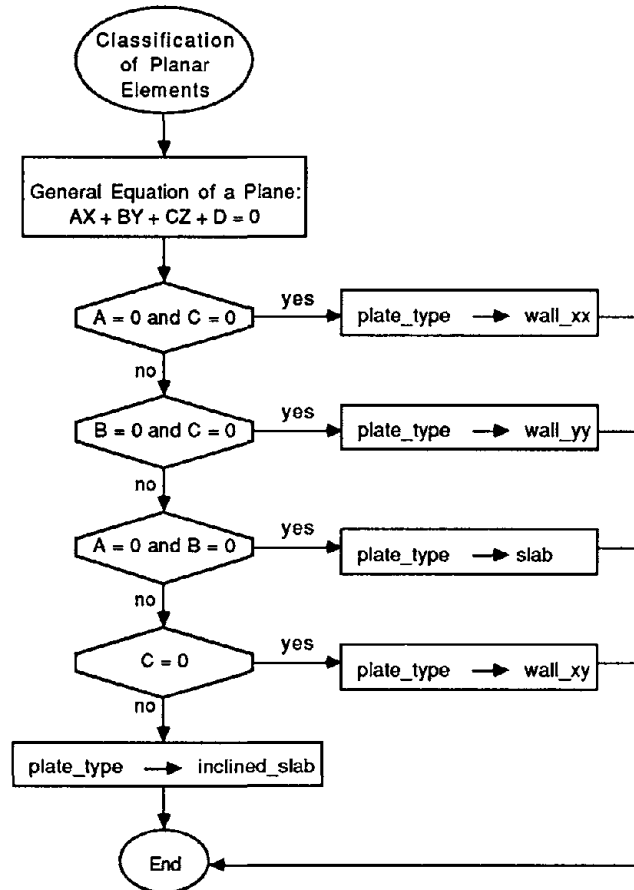 Classification
of Planar
Elements
General Equation of a Plane:
AX + BY + CZ + D = 0
A = 0 and C = 0
yes
plate_type → wall_xx
no
B = 0 and C = 0
yes
plate_type → wall_yy
no
A = 0 and B = 0
yes
plate_type → slab
no
C = 0
yes
plate_type → wall_xy
no
plate_type → inclined_slab
End